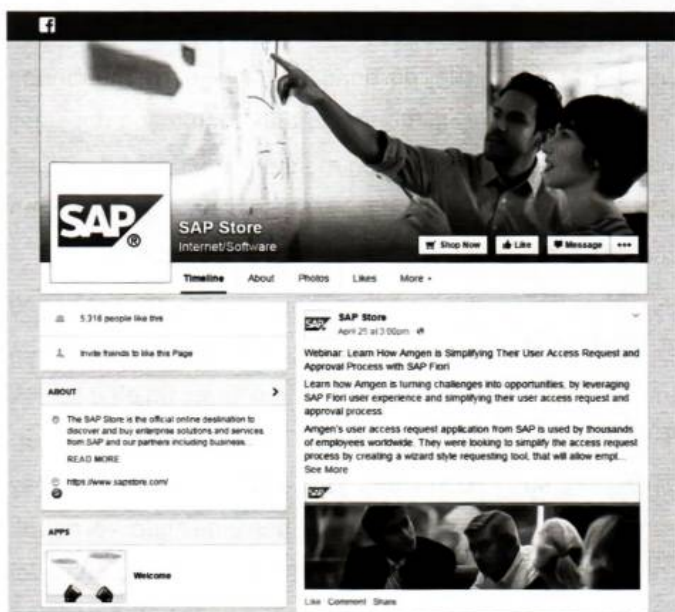 f
SAP®
SAP Store
Internet/Software
Shop Now
Like
Message
Timeline
About
Photos
Likes
More
5,316 people like this
Invite friends to like this Page
ABOUT
The SAP Store is the official online destination to
discover and buy enterprise solutions and services
from SAP and our partners including business...
READ MORE
https://www.sapstore.com/
APPS
Welcome
SAP
SAP Store
April 25 at 3:00pm
Webinar: Learn How Amgen is Simplifying Their User Access Request and
Approval Process with SAP Fiori
Learn how Amgen is turning challenges into opportunities, by leveraging
SAP Fiori user experience and simplifying their user access request and
approval process.
Amgen's user access request application from SAP is used by thousands
of employees worldwide. They were looking to simplify the access request
process by creating a wizard style requesting tool, that will allow empl...
See More
SAP
Like Comment Share